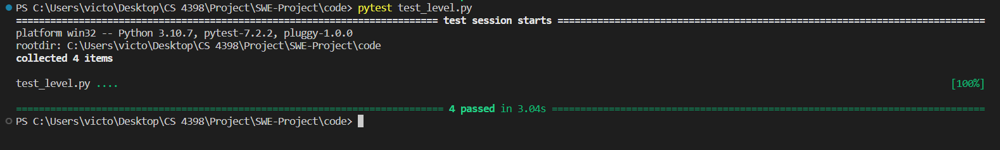 PS C:\Users\victo\Desktop\CS 4398\Project\SWE-Project\code> pytest test_level.py
========================================================================== test session starts ===========================================================================
platform win32 -- Python 3.10.7, pytest-7.2.2, pluggy-1.0.0
rootdir: C:\Users\victo\Desktop\CS 4398\Project\SWE-Project\code
collected 4 items
test_level.py .... [100%]
=========================================================================== 4 passed in 3.04s ============================================================================
PS C:\Users\victo\Desktop\CS 4398\Project\SWE-Project\code>